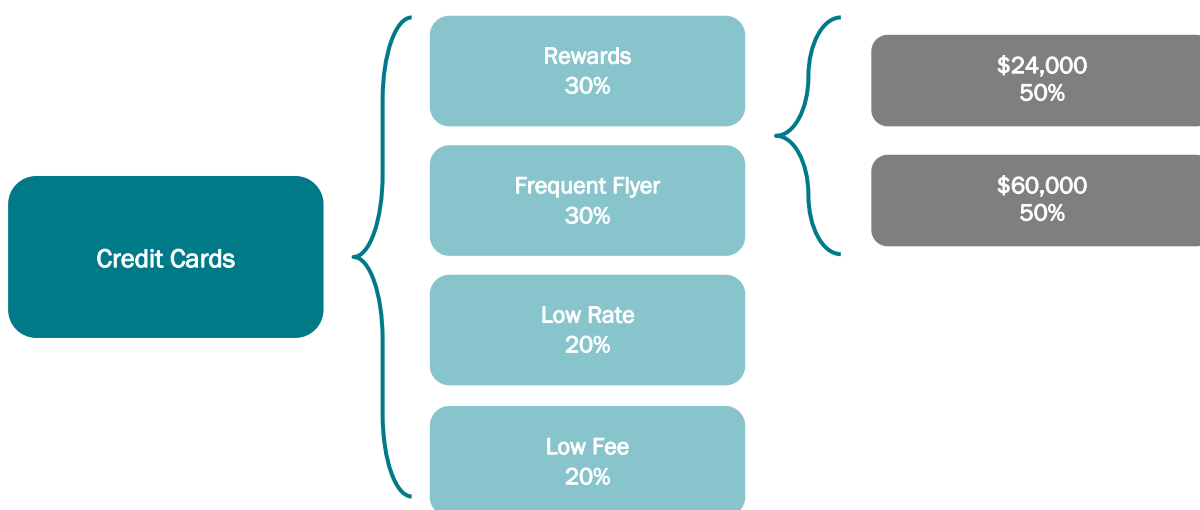 Credit Cards
Rewards
30%
Frequent Flyer
30%
Low Rate
20%
Low Fee
20%
$24,000
50%
$60,000
50%